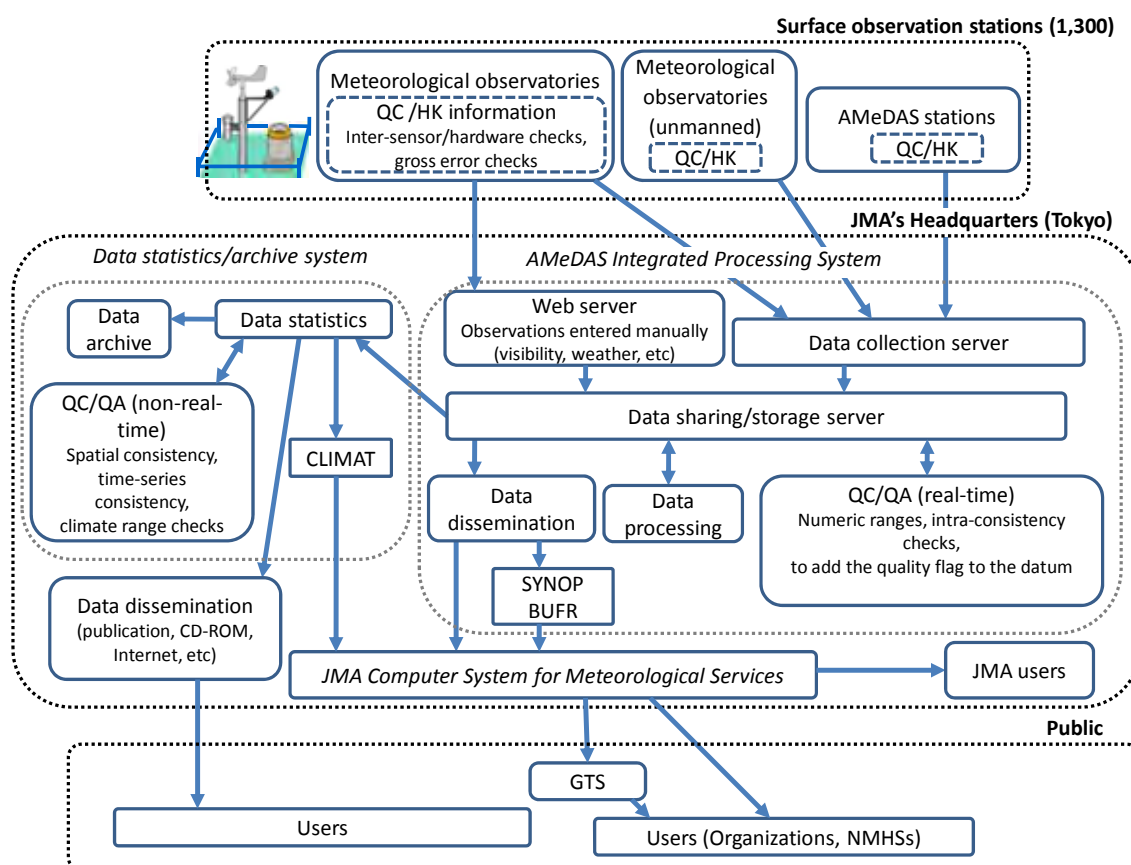 Surface observation stations (1,300)
Meteorological observatories
QC /HK information
Inter-sensor/hardware checks,
gross error checks
Meteorological
observatories
(unmanned)
QC/HK
AMeDAS stations
QC/HK
JMA's Headquarters (Tokyo)
Data statistics/archive system
AMeDAS Integrated Processing System
Data
archive
Data statistics
Web server
Observations entered manually
(visibility, weather, etc)
Data collection server
QC/QA (non-real-
time)
Spatial consistency,
time-series
consistency,
climate range checks
CLIMAT
Data sharing/storage server
Data
dissemination
Data
processing
QC/QA (real-time)
Numeric ranges, intra-consistency
checks,
to add the quality flag to the datum
SYNOP
BUFR
Data dissemination
(publication, CD-ROM,
Internet, etc)
JMA Computer System for Meteorological Services
JMA users
Public
GTS
Users
Users (Organizations, NMHSs)